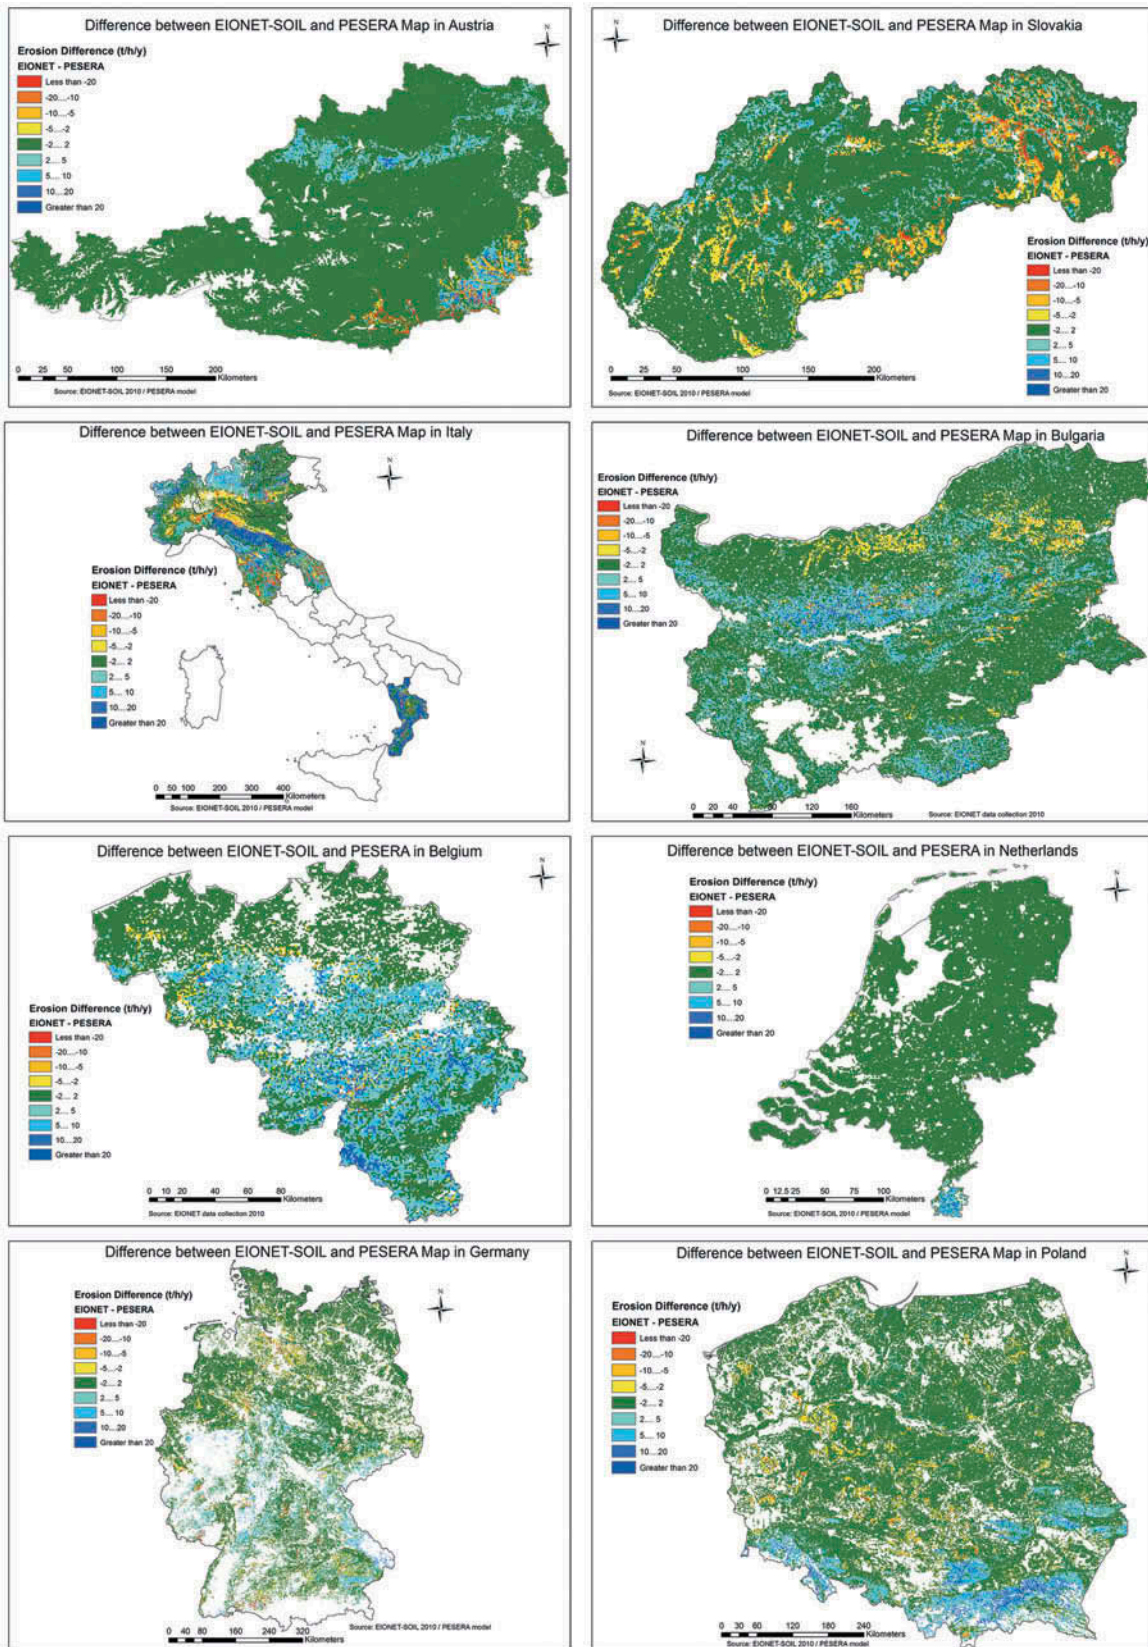 Difference between EIONET-SOIL and PESERA Map in Austria
N
Erosion Difference (t/h/y)
EIONET - PESERA
Less than -20
-20....-10
-10...-5
-5....-2
-2.... 2
2.... 5
5.... 10
10....20
Greater than 20
0 25 50 100 150 200
Kilometers
Source: EIONET-SOIL 2010 / PESERA model
Difference between EIONET-SOIL and PESERA Map in Slovakia
N
Erosion Difference (t/h/y)
EIONET - PESERA
Less than -20
-20....-10
-10...-5
-5....-2
-2.... 2
2.... 5
5.... 10
10....20
Greater than 20
0 25 50 100 150 200
Kilometers
Source: EIONET-SOIL 2010 / PESERA model
Difference between EIONET-SOIL and PESERA Map in Italy
N
Erosion Difference (t/h/y)
EIONET - PESERA
Less than -20
-20....-10
-10...-5
-5....-2
-2.... 2
2.... 5
5.... 10
10....20
Greater than 20
0 50 100 200 300 400
Kilometers
Source: EIONET-SOIL 2010 / PESERA model
Difference between EIONET-SOIL and PESERA Map in Bulgaria
Erosion Difference (t/h/y)
EIONET - PESERA
Less than -20
-20....-10
-10...-5
-5....-2
-2.... 2
2.... 5
5.... 10
10....20
Greater than 20
N
0 20 40 80 120 160
Kilometers
Source: EIONET data collection 2010
Difference between EIONET-SOIL and PESERA in Belgium
N
Erosion Difference (t/h/y)
EIONET - PESERA
Less than -20
-20....-10
-10...-5
-5....-2
-2.... 2
2.... 5
5.... 10
10....20
Greater than 20
0 10 20 40 60 80
Kilometers
Source: EIONET data collection 2010
Difference between EIONET-SOIL and PESERA in Netherlands
N
Erosion Difference (t/h/y)
EIONET - PESERA
Less than -20
-20....-10
-10...-5
-5....-2
-2.... 2
2.... 5
5.... 10
10....20
Greater than 20
0 12.5 25 50 75 100
Kilometers
Source: EIONET-SOIL 2010 / PESERA model
Difference between EIONET-SOIL and PESERA Map in Germany
N
Erosion Difference (t/h/y)
EIONET - PESERA
Less than -20
-20....-10
-10...-5
-5....-2
-2.... 2
2.... 5
5.... 10
10....20
Greater than 20
0 40 80 160 240 320
Kilometers
Source: EIONET-SOIL 2010 / PESERA model
Difference between EIONET-SOIL and PESERA Map in Poland
N
Erosion Difference (t/h/y)
EIONET - PESERA
Less than -20
-20....-10
-10...-5
-5....-2
-2.... 2
2.... 5
5.... 10
10....20
Greater than 20
0 30 60 120 180 240
Kilometers
Source: EIONET-SOIL 2010 / PESERA model